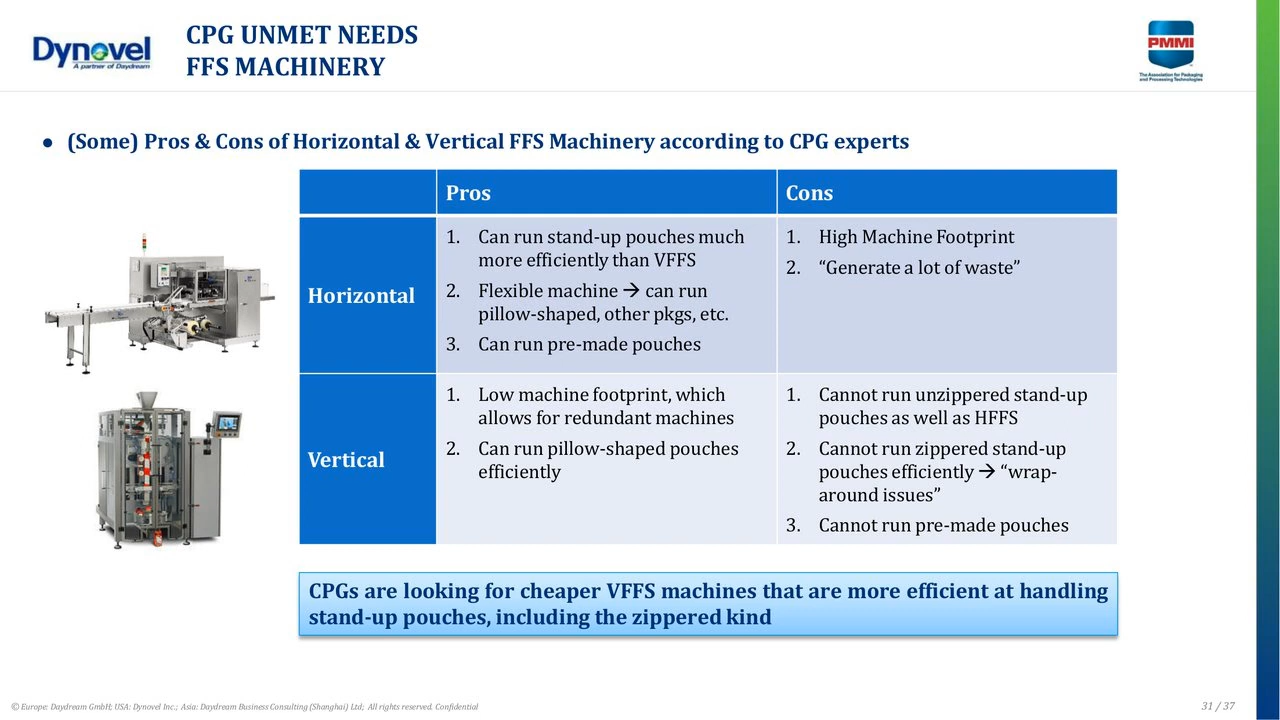 Dynovel
A partner of Daydream
CPG UNMET NEEDS
FFS MACHINERY
PMMI
The Association for Packaging
and Processing Technologies
● (Some) Pros & Cons of Horizontal & Vertical FFS Machinery according to CPG experts
Pros
Cons
Horizontal
1. Can run stand-up pouches much
more efficiently than VFFS
2. Flexible machine → can run
pillow-shaped, other pkgs, etc.
3. Can run pre-made pouches
1. High Machine Footprint
2. “Generate a lot of waste”
Vertical
1. Low machine footprint, which
allows for redundant machines
2. Can run pillow-shaped pouches
efficiently
1. Cannot run unzippered stand-up
pouches as well as HFFS
2. Cannot run zippered stand-up
pouches efficiently → “wrap-
around issues”
3. Cannot run pre-made pouches
CPGs are looking for cheaper VFFS machines that are more efficient at handling
stand-up pouches, including the zippered kind
© Europe: Daydream GmbH; USA: Dynovel Inc.; Asia: Daydream Business Consulting (Shanghai) Ltd; All rights reserved. Confidential
31 / 37